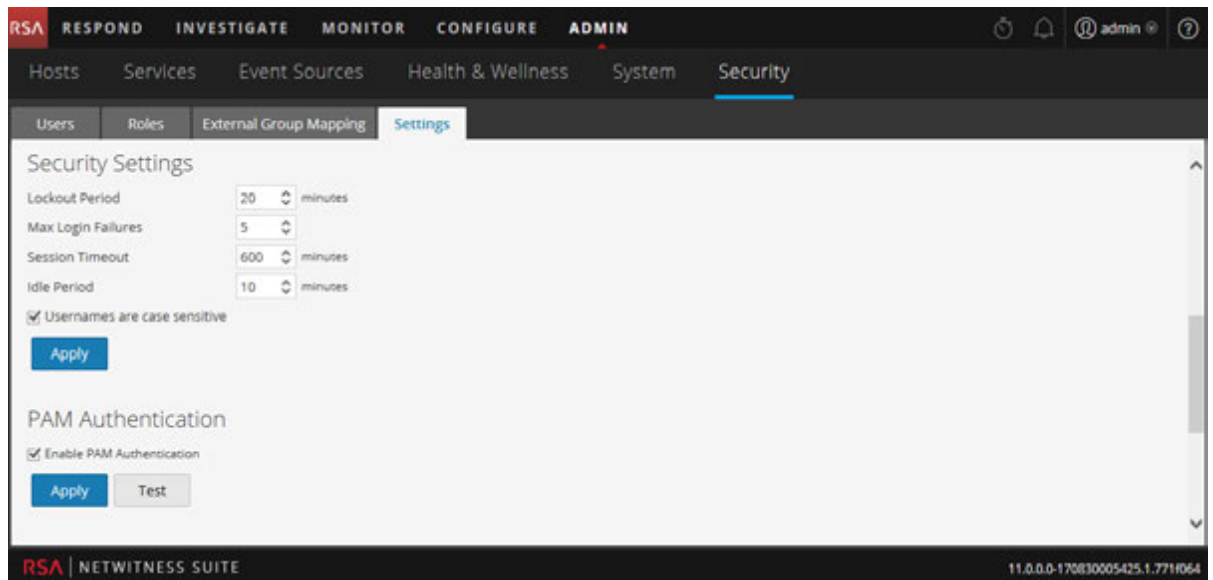 RSA RESPOND INVESTIGATE MONITOR CONFIGURE ADMIN admin ?
Hosts Services Event Sources Health & Wellness System Security
Users Roles External Group Mapping Settings
Security Settings
Lockout Period 20 minutes
Max Login Failures 5
Session Timeout 600 minutes
Idle Period 10 minutes
Usernames are case sensitive
Apply
PAM Authentication
Enable PAM Authentication
Apply Test
RSA | NETWITNESS SUITE 11.0.0.0-170830005425.1.771f064